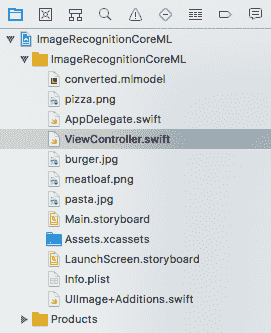 ImageRecognitionCoreML
ImageRecognitionCoreML
converted.mlmodel
pizza.png
AppDelegate.swift
ViewController.swift
burger.jpg
meatloaf.png
pasta.jpg
Main.storyboard
Assets.xcassets
LaunchScreen.storyboard
Info.plist
UIImage+Additions.swift
Products